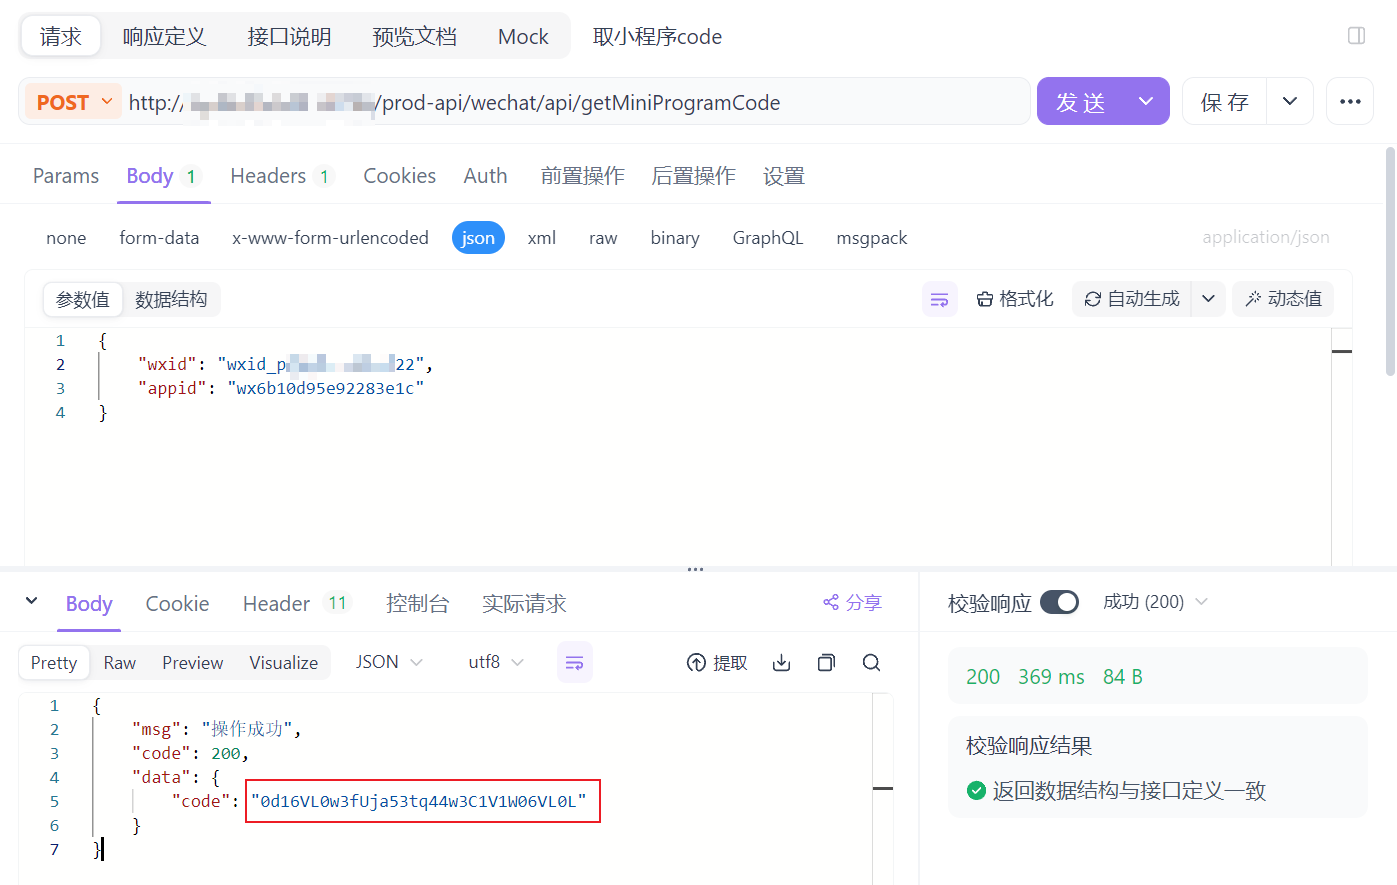 请求 响应定义 接口说明 预览文档 Mock 取小程序code
POST http:// /prod-api/wechat/api/getMiniProgramCode 发 送 保 存
Params Body 1 Headers 1 Cookies Auth 前置操作 后置操作 设置
none form-data x-www-form-urlencoded json xml raw binary GraphQL msgpack application/json
参数值 数据结构 格式化 自动生成 动态值
1 {
2 "wxid": "wxid_p 22",
3 "appid": "wx6b10d95e92283e1c"
4 }
Body Cookie Header 11 控制台 实际请求 分享 校验响应 成功 (200)
Pretty Raw Preview Visualize JSON utf8 提取
200 369 ms 84 B
1 {
2 "msg": "操作成功",
3 "code": 200,
4 "data": {
5 "code": "0d16VL0w3fUja53tq44w3C1V1W06VL0L"
6 }
7 }
校验响应结果
返回数据结构与接口定义一致